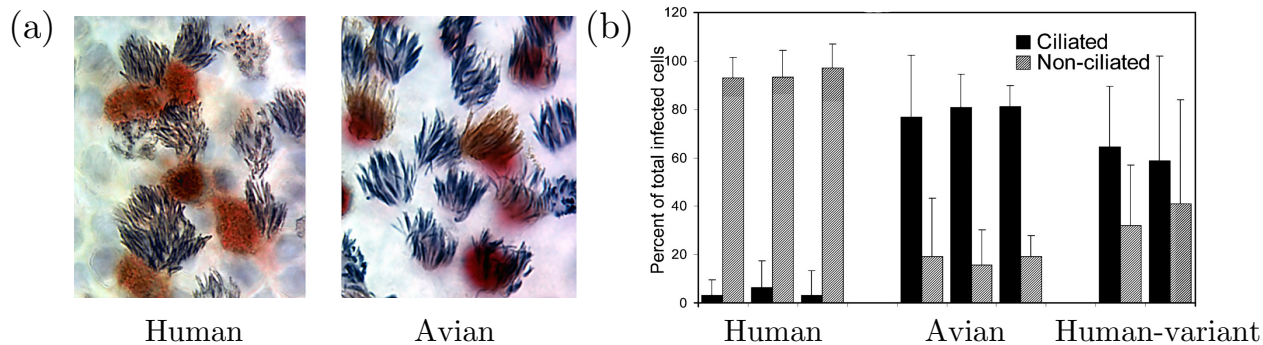 (a)
Human
Avian
(b)
Percent of total infected cells
120
100
80
60
40
20
0
Ciliated
Non-ciliated
Human
Avian
Human-variant